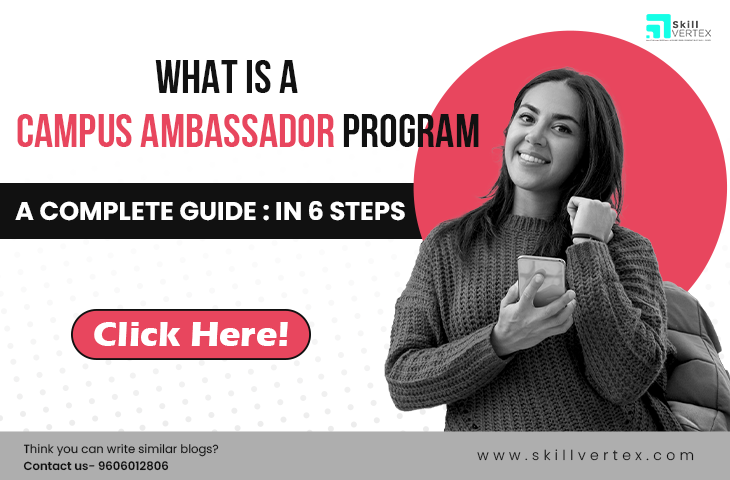 Skill
VERTEX
WHAT IS A
CAMPUS AMBASSADOR PROGRAM
A COMPLETE GUIDE : IN 6 STEPS
Click Here!
Think you can write similar blogs?
Contact us- 9606012806
www.skillvertex.com